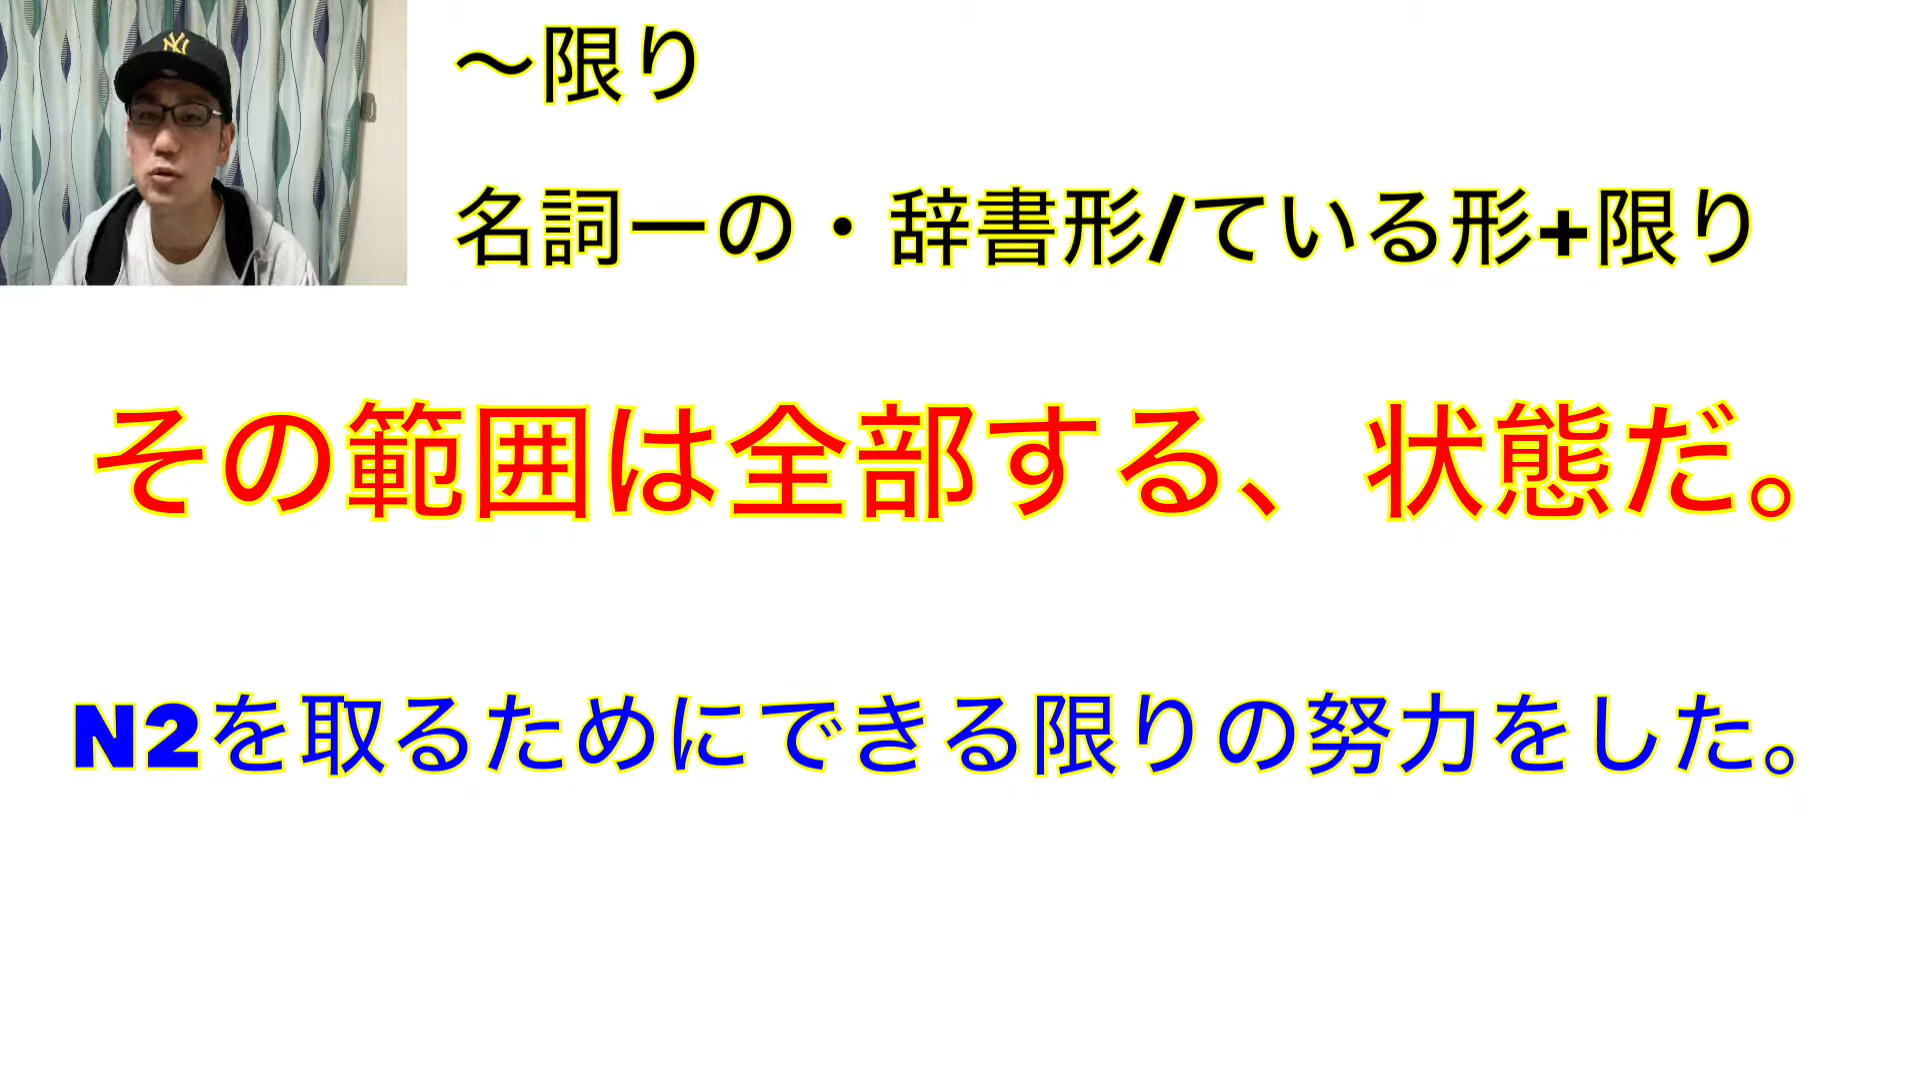 ～限り
名詞ーの・辞書形/ている形+限り
その範囲は全部する、状態だ。
N2を取るためにできる限りの努力をした。
NY